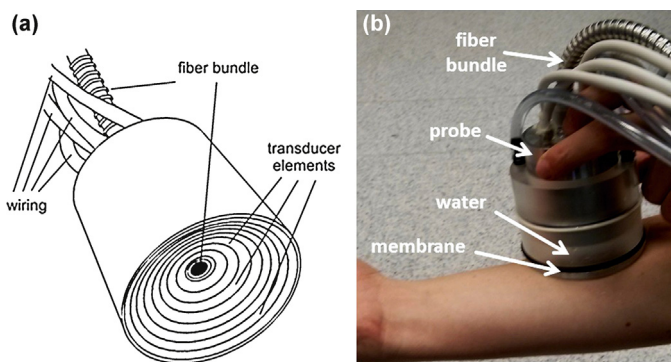 (a)
fiber bundle
transducer
elements
wiring
(b)
fiber
bundle
probe
water
membrane